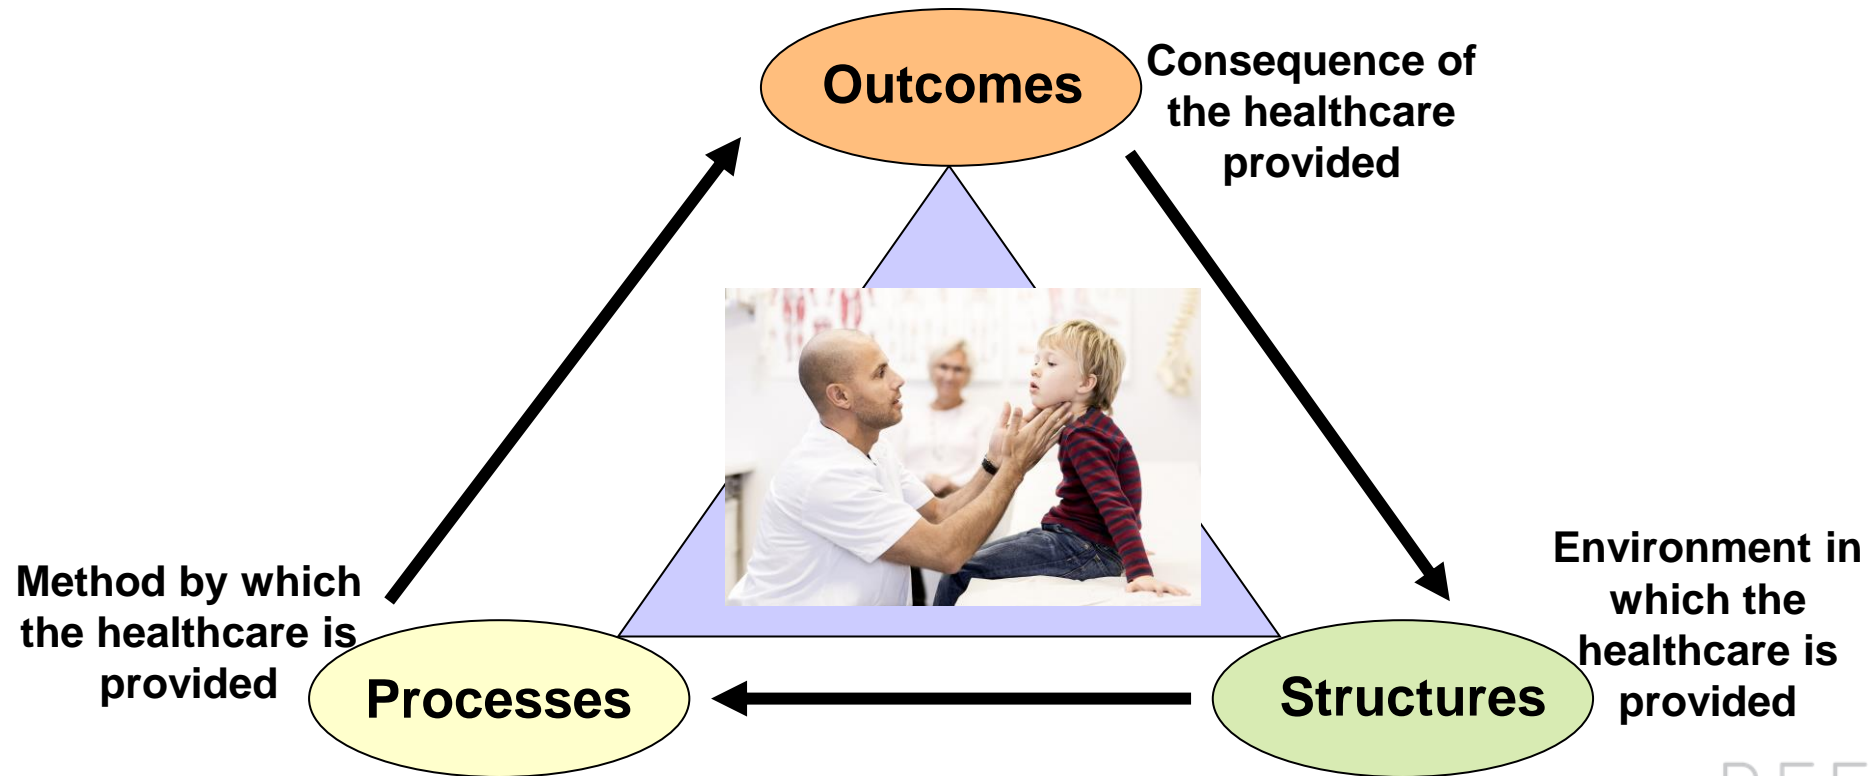 Outcomes
Consequence of
the healthcare
provided
Method by which
the healthcare is
provided
Processes
Structures
Environment in
which the
healthcare is
provided